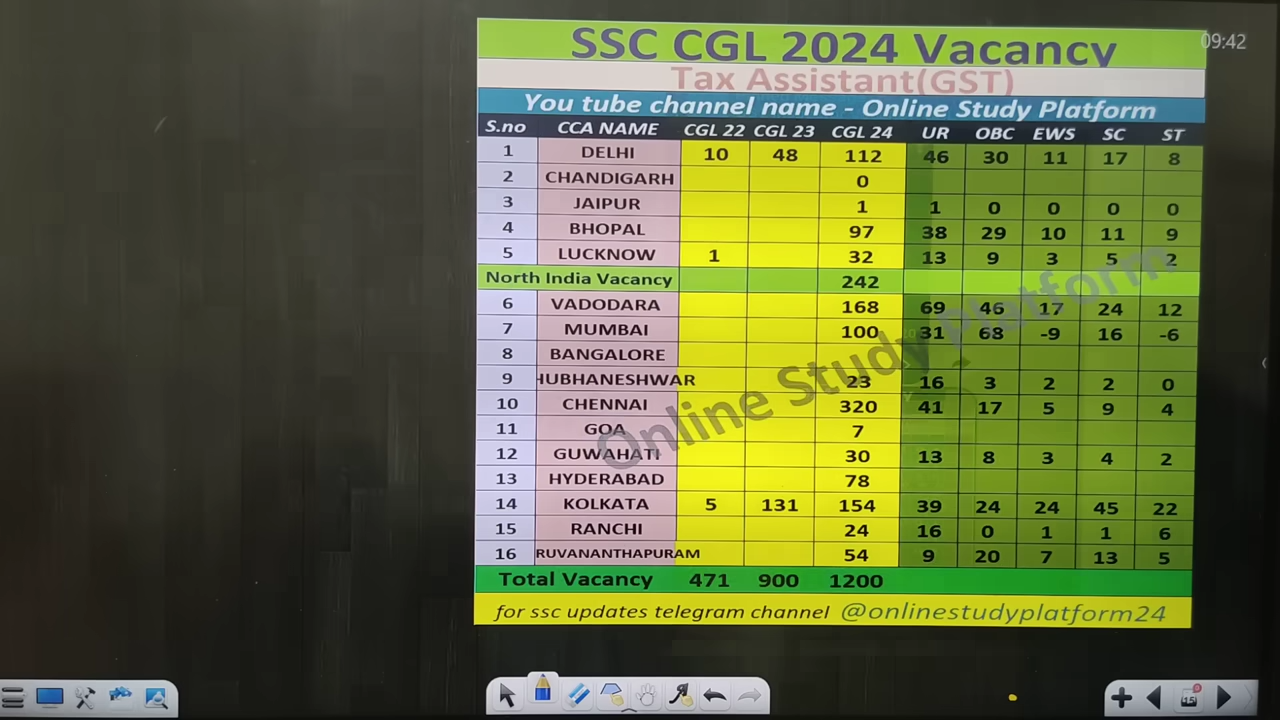 SSC CGL 2024 Vacancy
09:42
Tax Assistant(GST)
You tube channel name - Online Study Platform
S.no CCA NAME CGL 22 CGL 23 CGL 24 UR OBC EWS SC ST
1 DELHI 10 48 112 46 30 11 17 8
2 CHANDIGARH 0
3 JAIPUR 1 1 0 0 0 0
4 BHOPAL 97 38 29 10 11 9
5 LUCKNOW 1 32 13 9 3 5 2
North India Vacancy 242
6 VADODARA 168 69 46 17 24 12
7 MUMBAI 100 31 68 -9 16 -6
8 BANGALORE
9 HUBHANESHWAR 23 16 3 2 2 0
10 CHENNAI 320 41 17 5 9 4
11 GOA 7
12 GUWAHATI 30 13 8 3 4 2
13 HYDERABAD 78
14 KOLKATA 5 131 154 39 24 24 45 22
15 RANCHI 24 16 0 1 1 6
16 RUVANANTHAPURAM 54 9 20 7 13 5
Total Vacancy 471 900 1200
for ssc updates telegram channel @onlinestudyplatform24
Online Study Platform
15